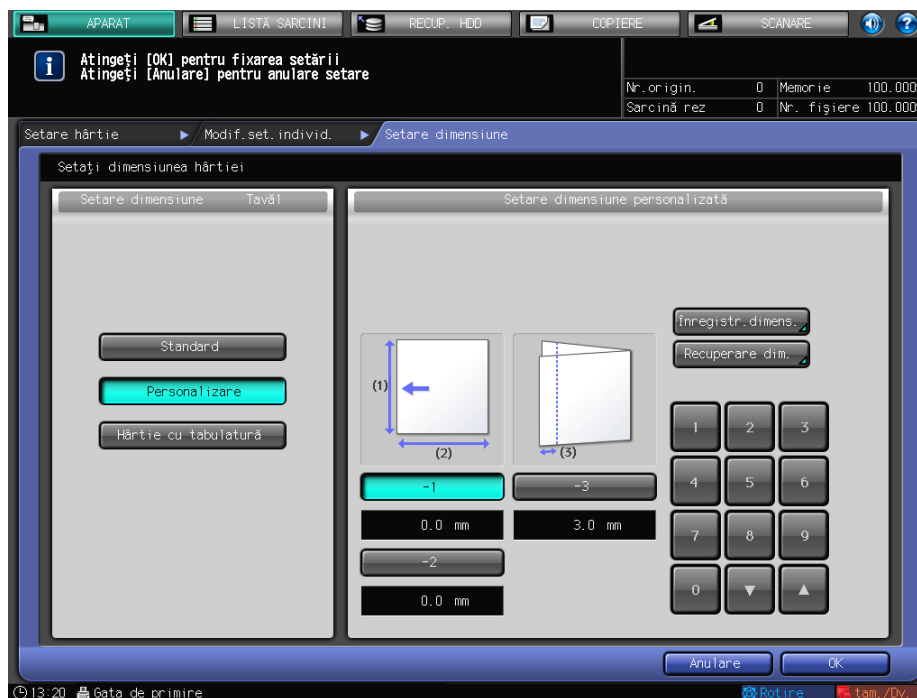 APARAT LISTĂ SARCINI RECUP. HDD COPIERE SCANARE
Atingeţi [OK] pentru fixarea setării
Atingeţi [Anulare] pentru anulare setare
Nr.origin. 0 Memorie 100.000
Sarcină rez 0 Nr. fişiere 100.000
Setare hârtie Modif.set.individ. Setare dimensiune
Setaţi dimensiunea hârtiei
Setare dimensiune Tavă1
Standard
Personalizare
Hârtie cu tabulatură
Setare dimensiune personalizată
(1)
(2)
(3)
-1
0.0 mm
-2
0.0 mm
-3
3.0 mm
Înregistr.dimens.
Recuperare dim.
1 2 3
4 5 6
7 8 9
0 ▼ ▲
Anulare OK
13:20 Gata de primire Rotire tam./Dv.